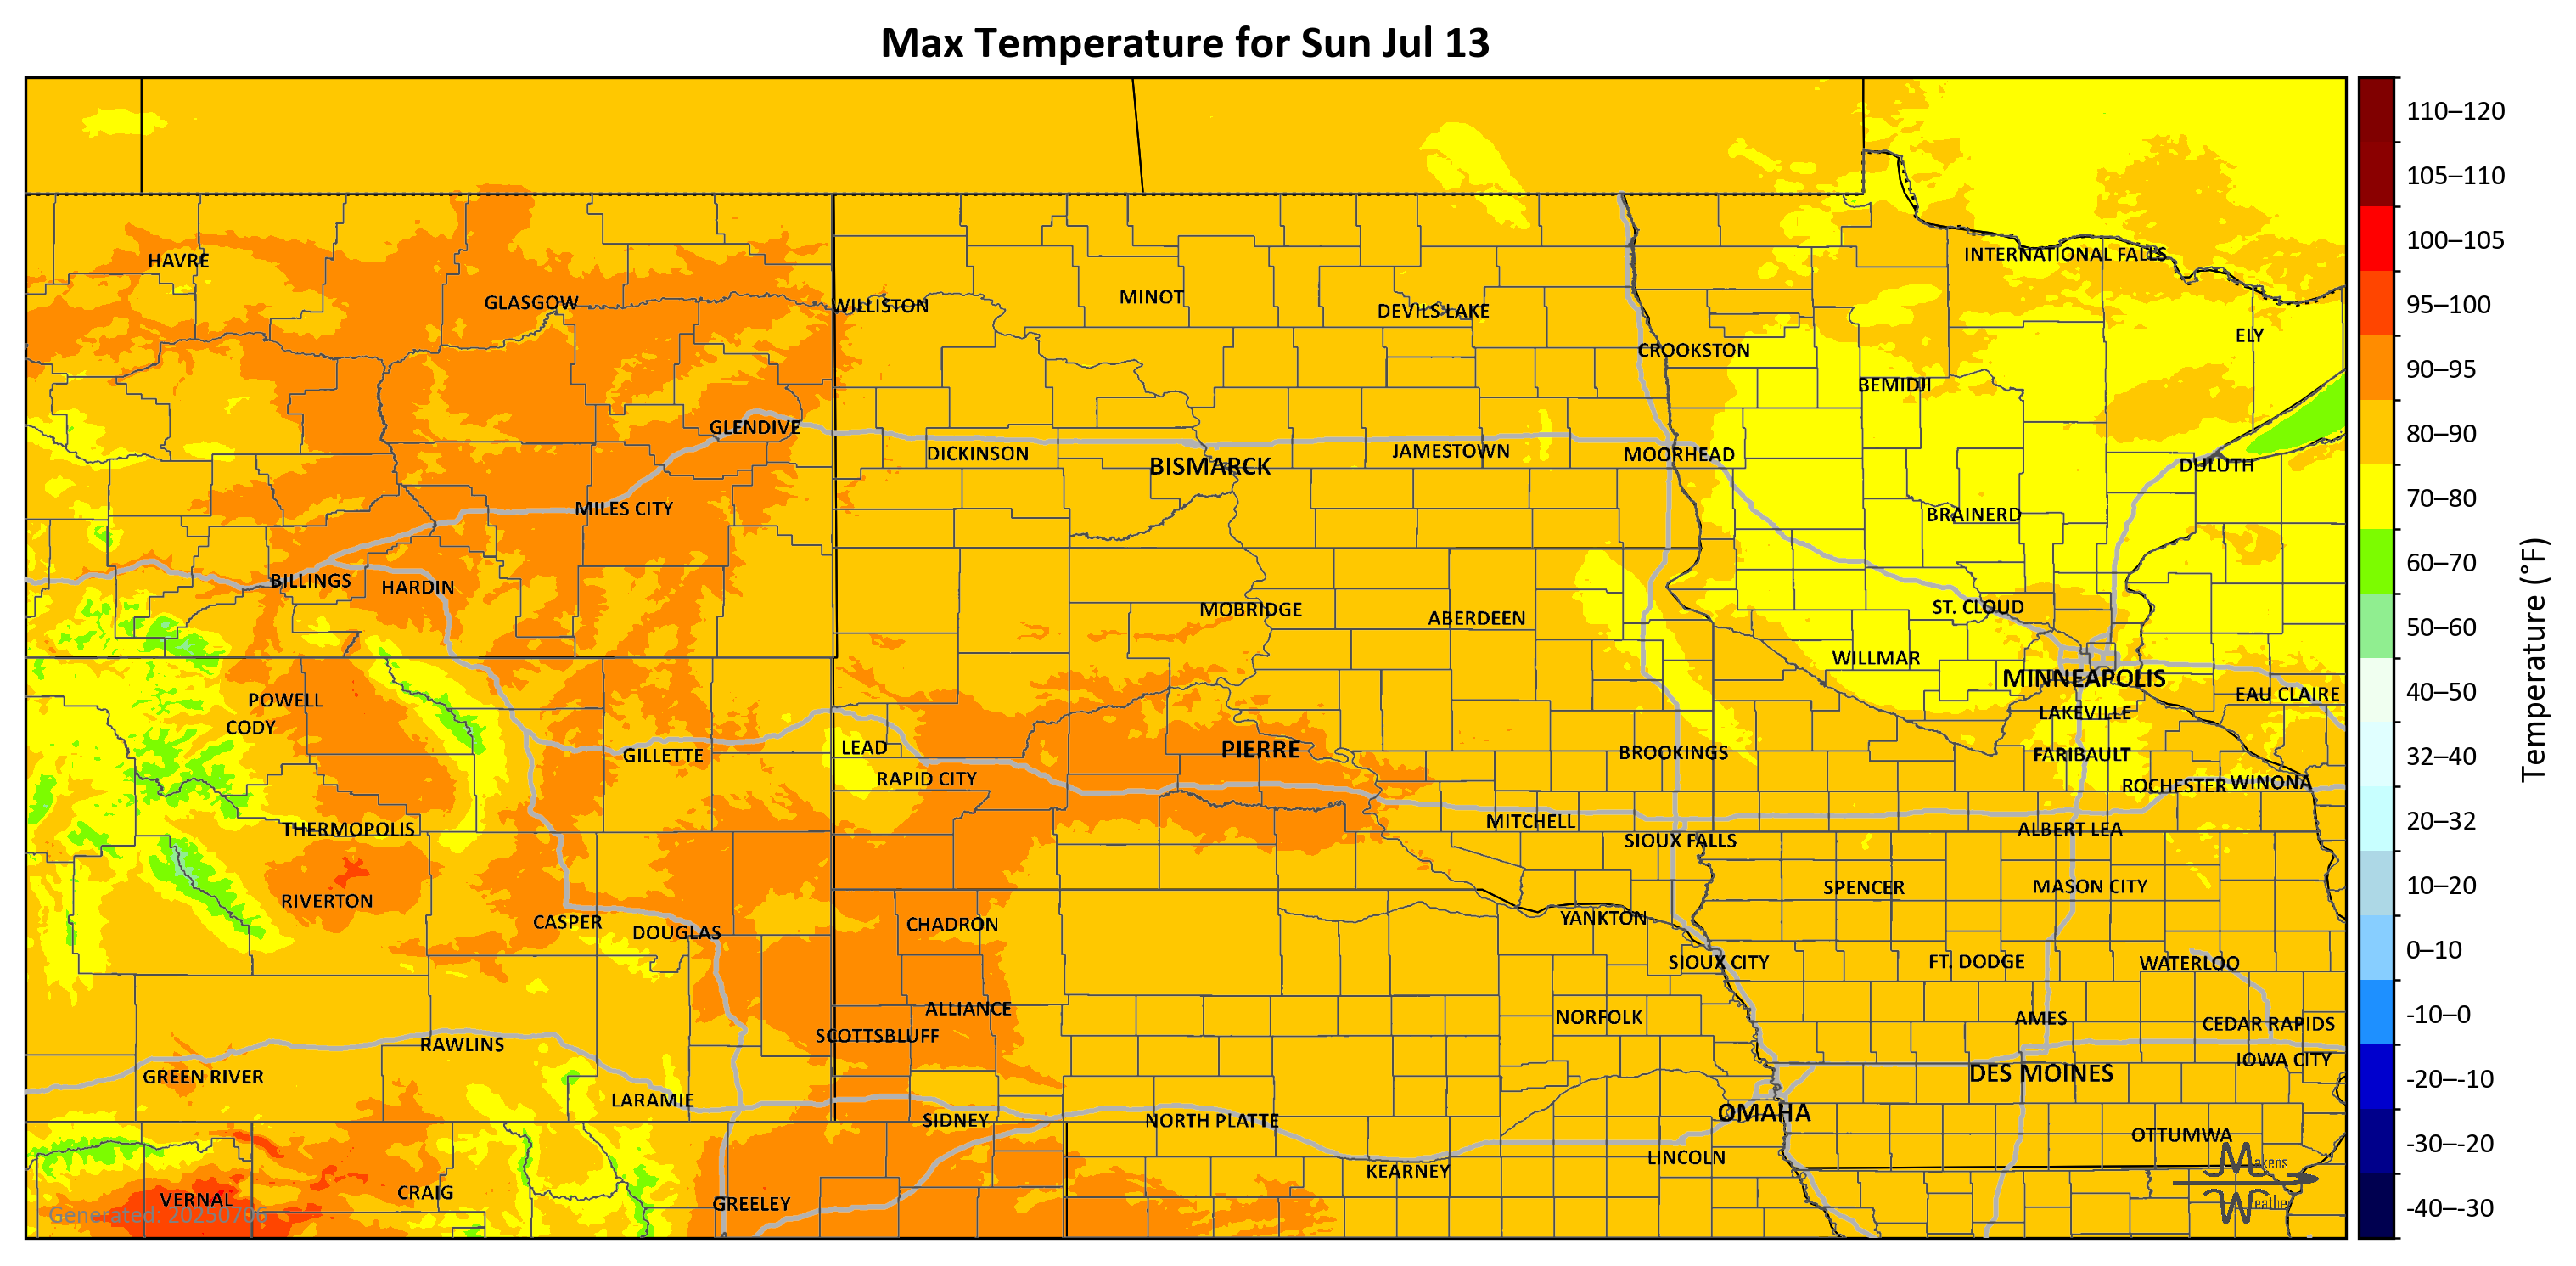 Max Temperature for Sun Jul 13
110–120
105–110
100–105
95–100
90–95
80–90
70–80
60–70
50–60
40–50
32–40
20–32
10–20
0–10
-10–0
-20–-10
-30–-20
-40–-30
Temperature (°F)
HAVRE
GLASGOW
WILLISTON
MINOT
DEVILS LAKE
INTERNATIONAL FALLS
ELY
CROOKSTON
BEMIDJI
GLENDIVE
DICKINSON
BISMARCK
JAMESTOWN
MOORHEAD
DULUTH
MILES CITY
BRAINERD
BILLINGS
HARDIN
MOBRIDGE
ABERDEEN
ST. CLOUD
WILLMAR
MINNEAPOLIS
EAU CLAIRE
POWELL
CODY
LAKEVILLE
GILLETTE
LEAD
RAPID CITY
PIERRE
BROOKINGS
FARIBAULT
ROCHESTER
WINONA
THERMOPOLIS
MITCHELL
SIOUX FALLS
ALBERT LEA
RIVERTON
CASPER
DOUGLAS
CHADRON
YANKTON
SPENCER
MASON CITY
SIOUX CITY
FT. DODGE
WATERLOO
ALLIANCE
SCOTTSBLUFF
NORFOLK
AMES
CEDAR RAPIDS
RAWLINS
GREEN RIVER
IOWA CITY
DES MOINES
LARAMIE
SIDNEY
NORTH PLATTE
OMAHA
OTTUMWA
KEARNEY
LINCOLN
VERNAL
CRAIG
GREELEY
Generated: 20250706
Makens
Weather